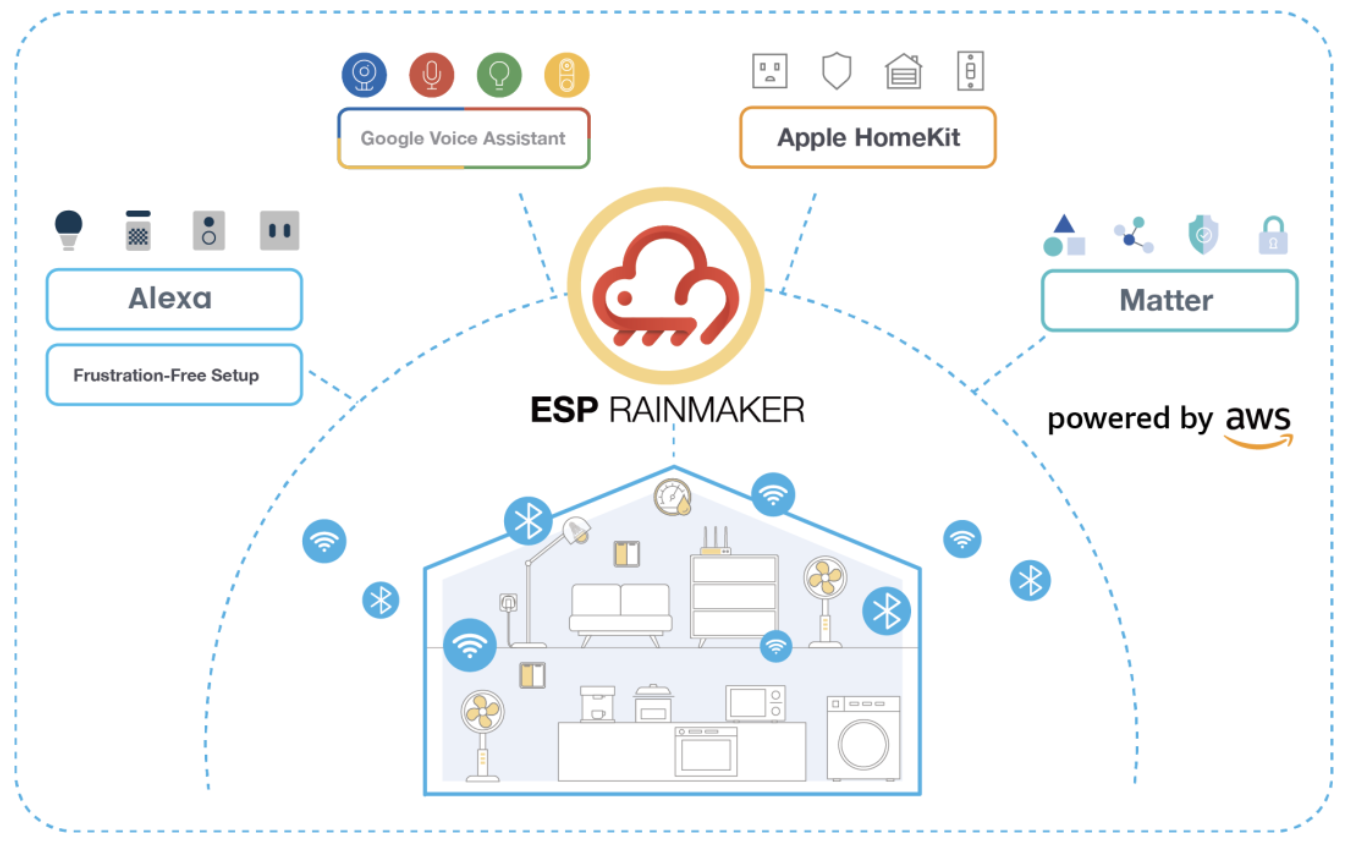 Google Voice Assistant
Apple HomeKit
Alexa
Frustration-Free Setup
Matter
ESP RAINMAKER
powered by aws